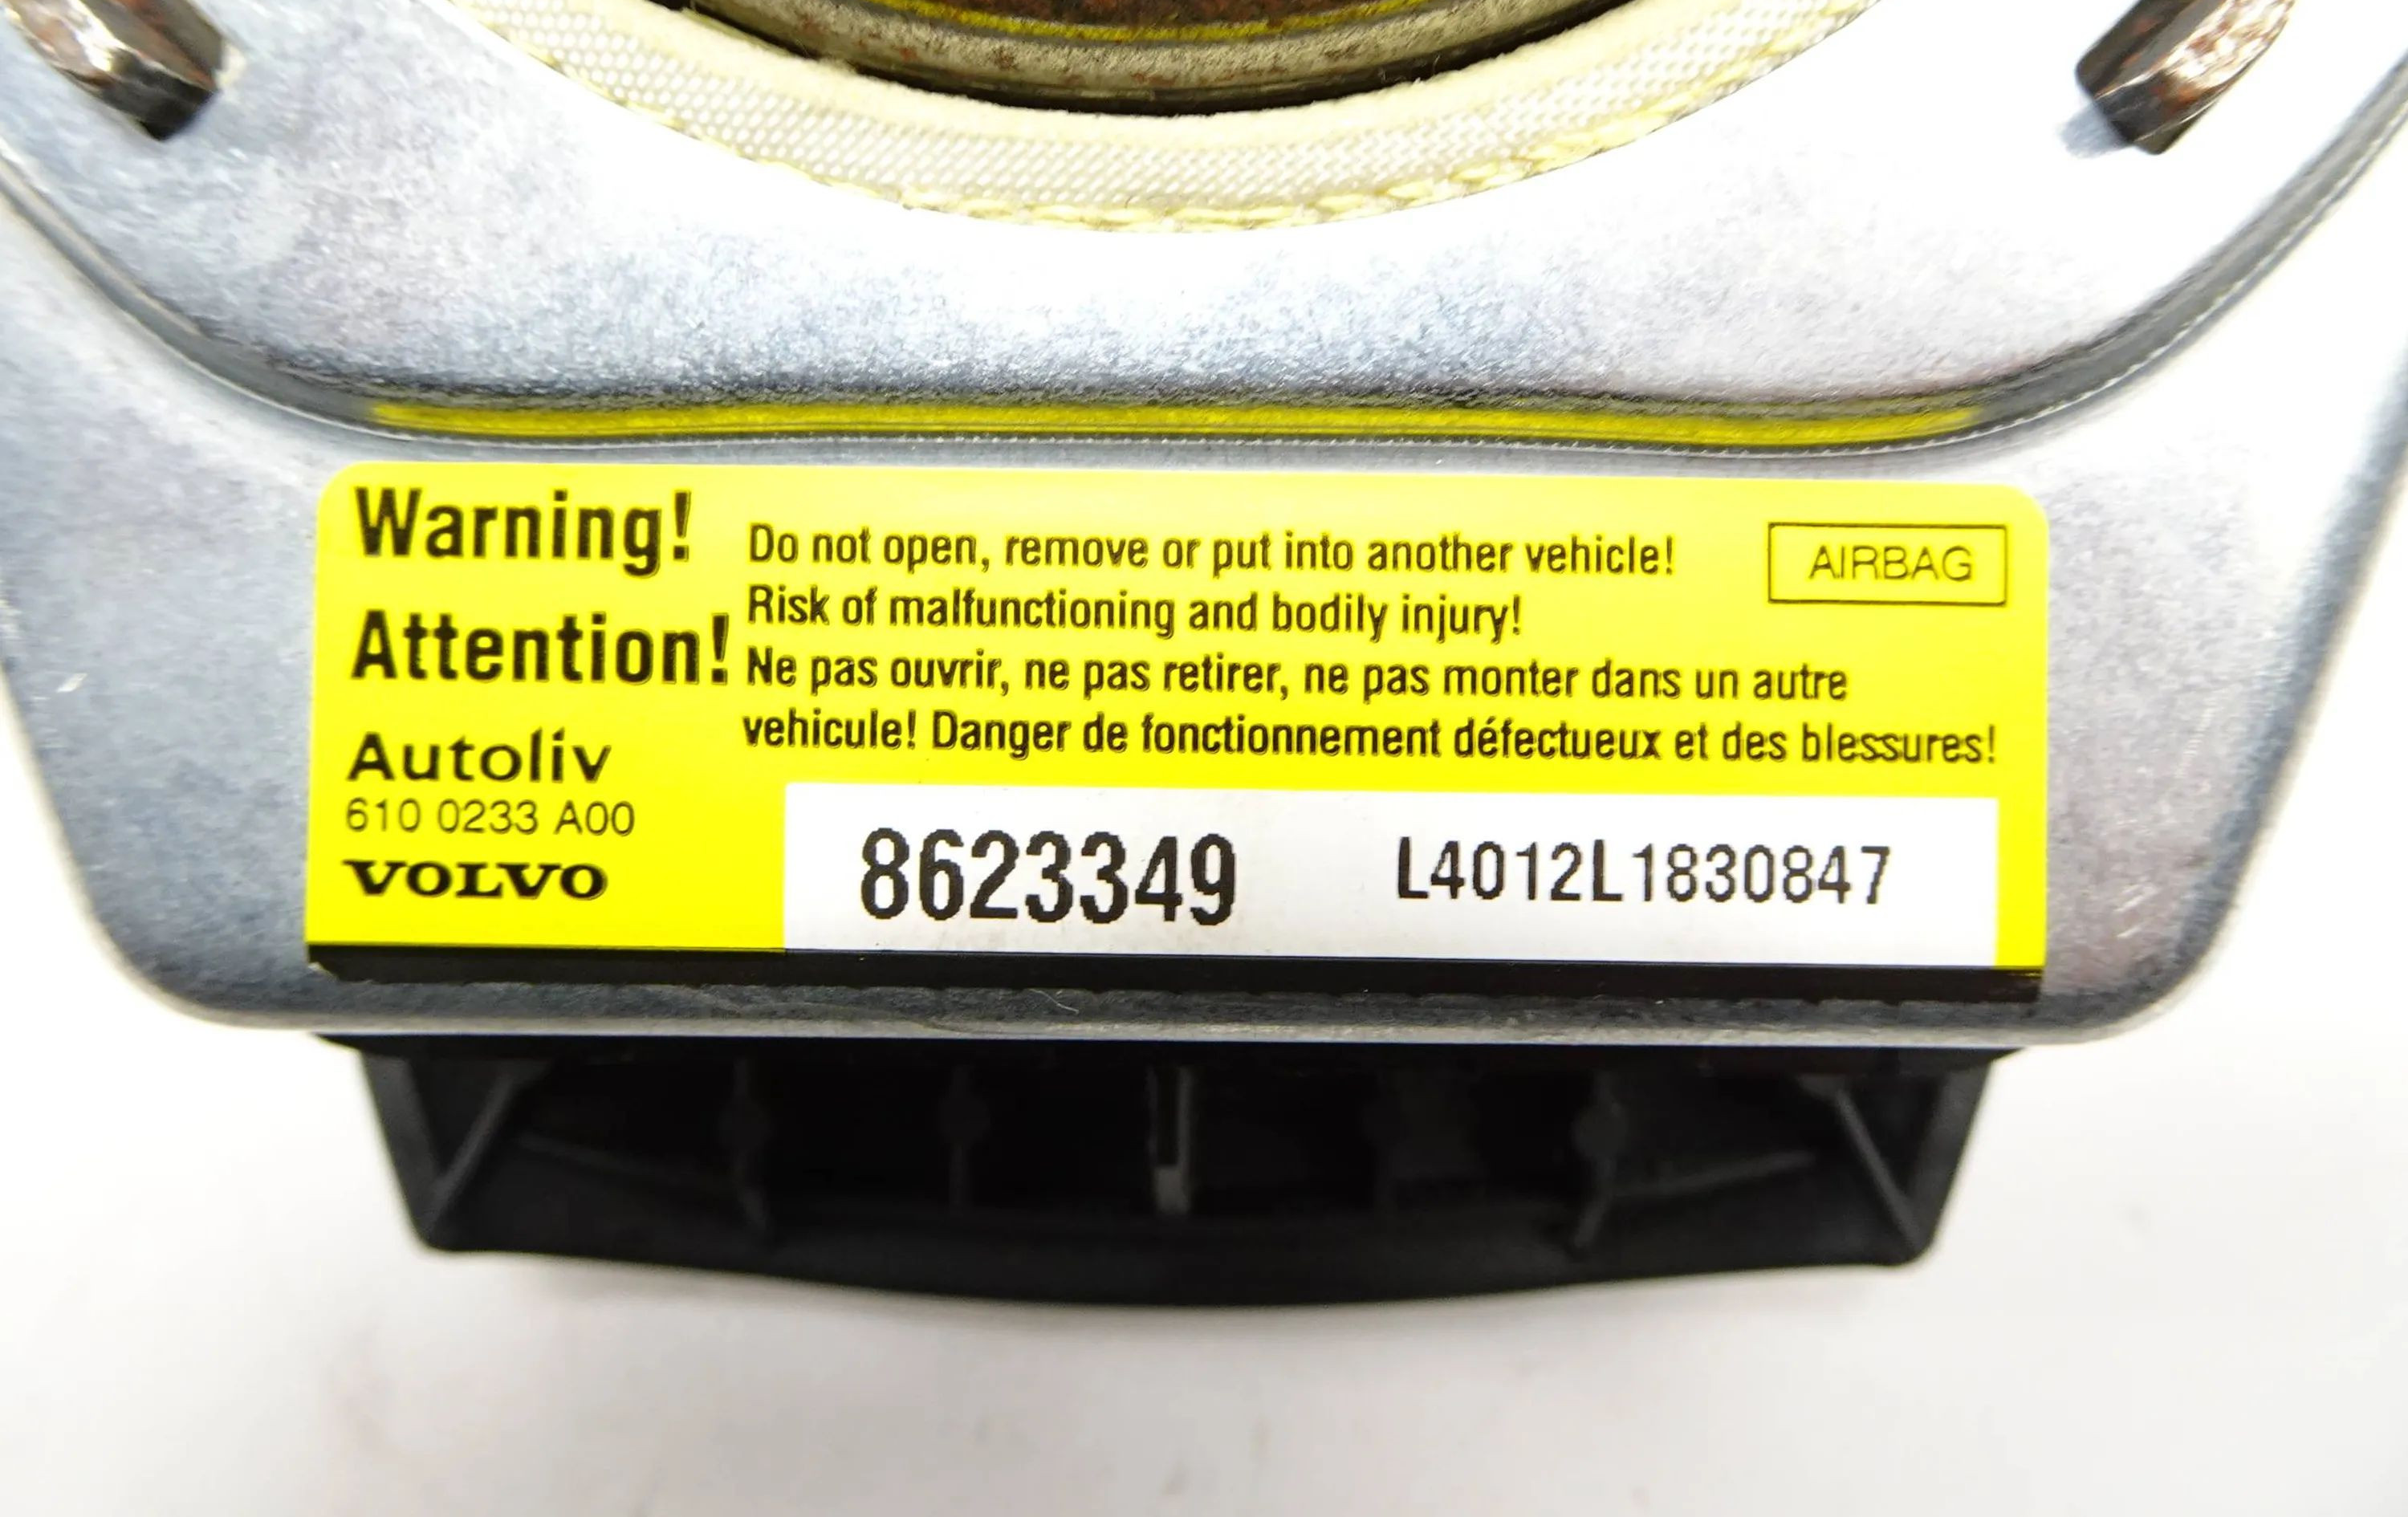 Warning!
Attention!
Do not open, remove or put into another vehicle!
Risk of malfunctioning and bodily injury!
Ne pas ouvrir, ne pas retirer, ne pas monter dans un autre
vehicule! Danger de fonctionnement défectueux et des blessures!
AIRBAG
Autoliv
610 0233 A00
VOLVO
8623349
L4012L1830847